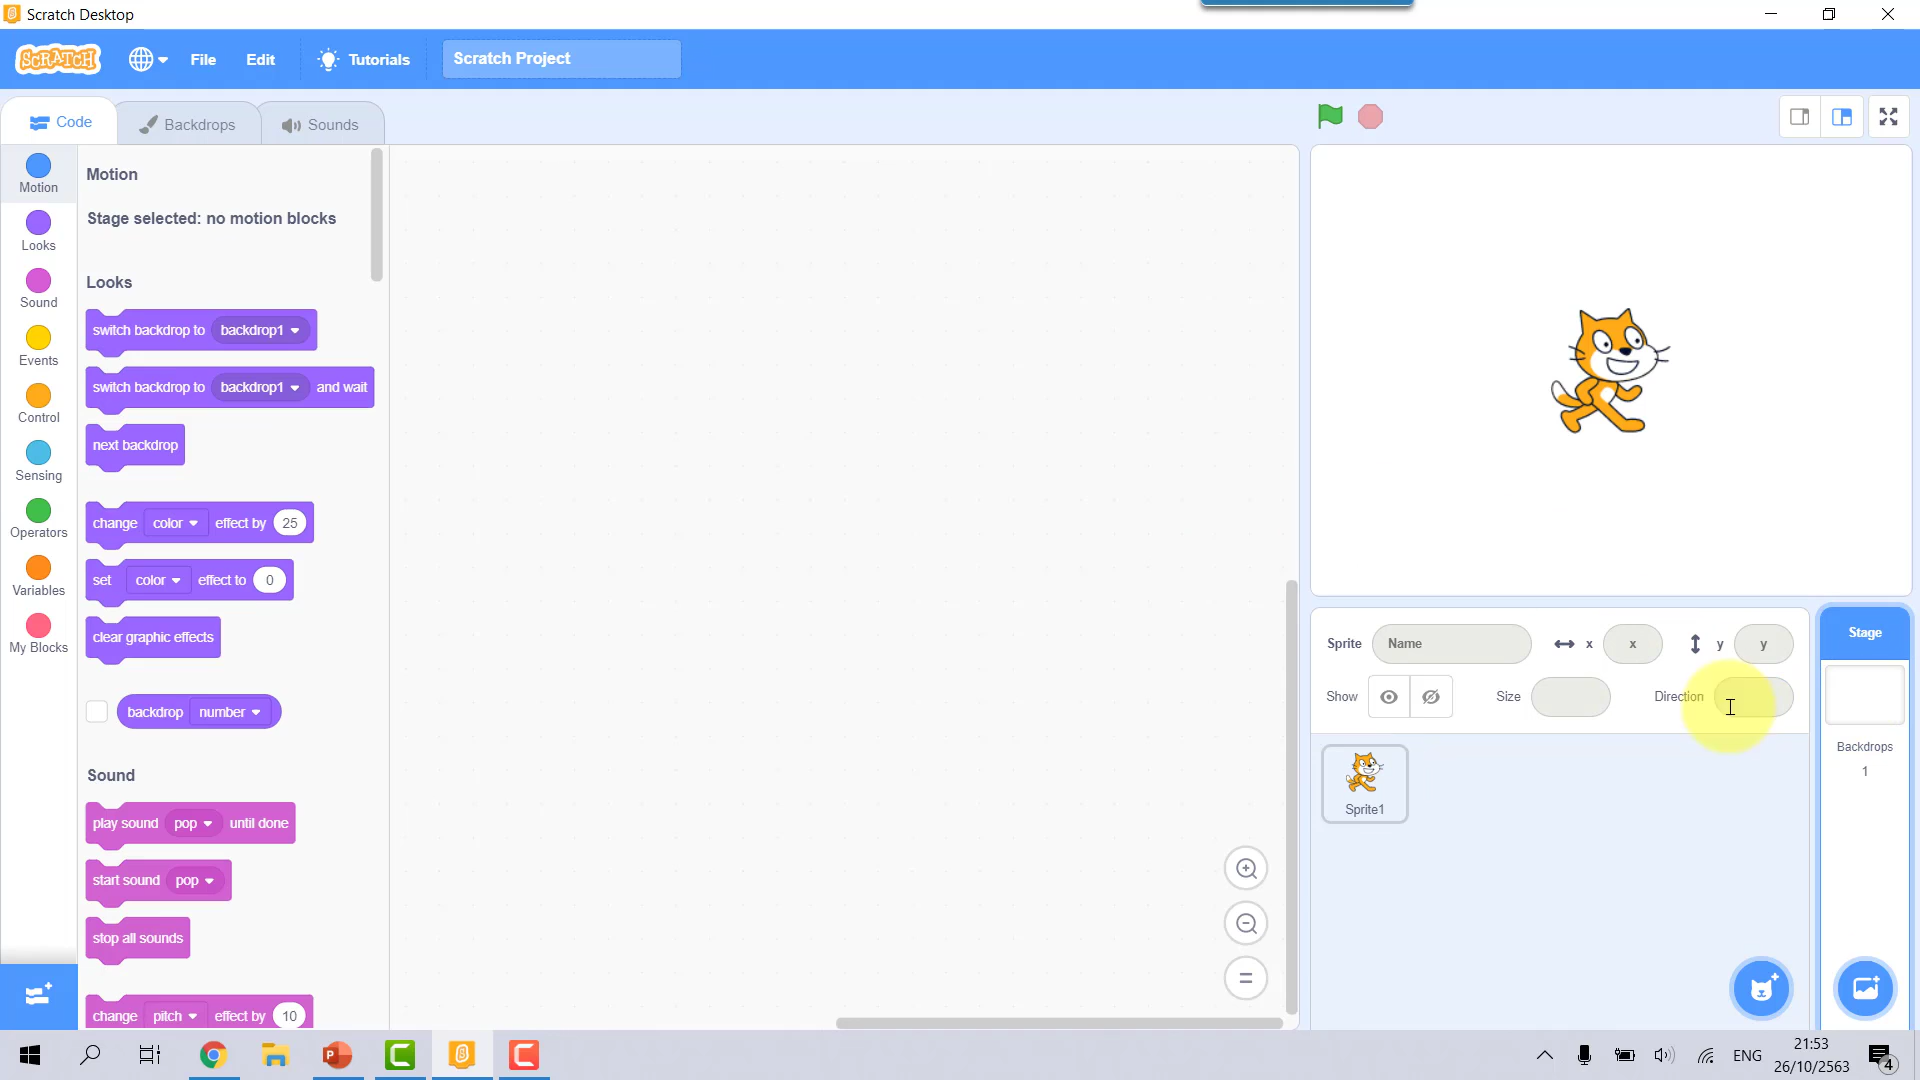 Scratch Desktop
SCRATCH
File
Edit
Tutorials
Scratch Project
Code
Backdrops
Sounds
Motion
Looks
Sound
Events
Control
Sensing
Operators
Variables
My Blocks
Motion
Stage selected: no motion blocks
Looks
switch backdrop to backdrop1
switch backdrop to backdrop1 and wait
next backdrop
change color effect by 25
set color effect to 0
clear graphic effects
backdrop number
Sound
play sound pop until done
start sound pop
stop all sounds
change pitch effect by 10
Sprite Name x x y y
Show Size Direction
Sprite1
Stage
Backdrops
1
ENG
21:53
26/10/2563
4